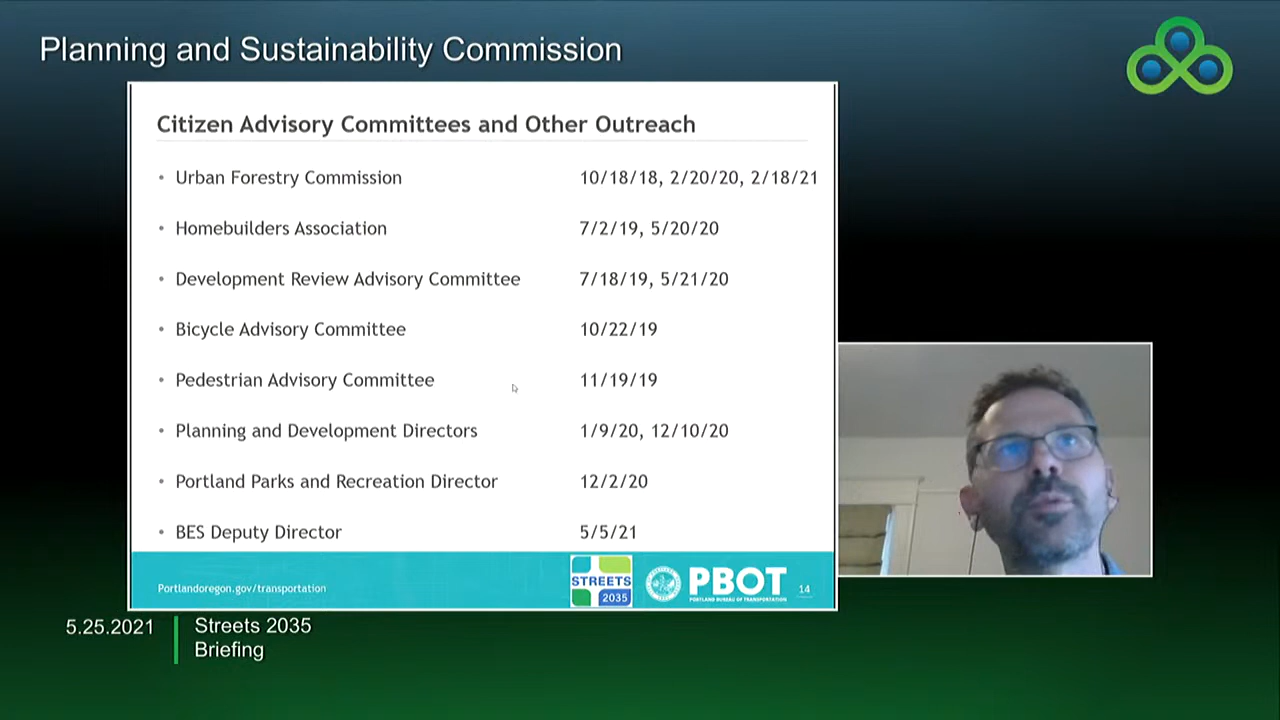 Planning and Sustainability Commission
Citizen Advisory Committees and Other Outreach
• Urban Forestry Commission 10/18/18, 2/20/20, 2/18/21
• Homebuilders Association 7/2/19, 5/20/20
• Development Review Advisory Committee 7/18/19, 5/21/20
• Bicycle Advisory Committee 10/22/19
• Pedestrian Advisory Committee 11/19/19
• Planning and Development Directors 1/9/20, 12/10/20
• Portland Parks and Recreation Director 12/2/20
• BES Deputy Director 5/5/21
Portlandoregon.gov/transportation
STREETS
2035
PBOT
PORTLAND BUREAU OF TRANSPORTATION
14
5.25.2021
Streets 2035
Briefing